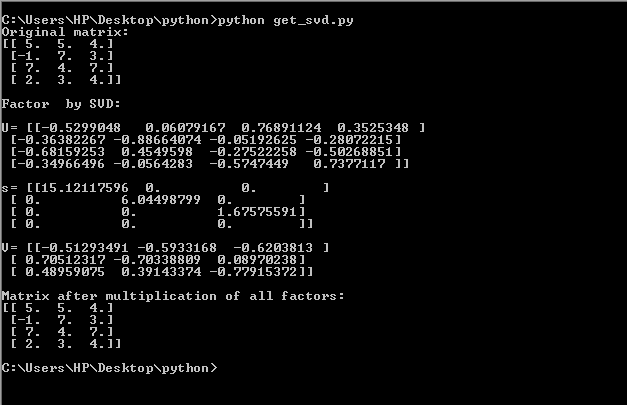 C:\Users\HP\Desktop\python>python get_svd.py
Original matrix:
[[ 5.  5.  4.]
 [-1.  7.  3.]
 [ 7.  4.  7.]
 [ 2.  3.  4.]]
Factor  by SVD:
U= [[-0.5299048   0.06079167  0.76891124  0.3525348 ]
 [-0.36382267 -0.88664074 -0.05192625 -0.28072215]
 [-0.68159253  0.4549598  -0.27522258 -0.50268851]
 [-0.34966496 -0.0564283  -0.5747449   0.7377117 ]]
s= [[15.12117596  0.          0.        ]
 [ 0.          6.04498799  0.        ]
 [ 0.          0.          1.67575591]
 [ 0.          0.          0.        ]]
V= [[-0.51293491 -0.5933168  -0.6203813 ]
 [ 0.70512317 -0.70338809  0.08970238]
 [ 0.48959075  0.39143374 -0.77915372]]
Matrix after multiplication of all factors:
[[ 5.  5.  4.]
 [-1.  7.  3.]
 [ 7.  4.  7.]
 [ 2.  3.  4.]]
C:\Users\HP\Desktop\python>